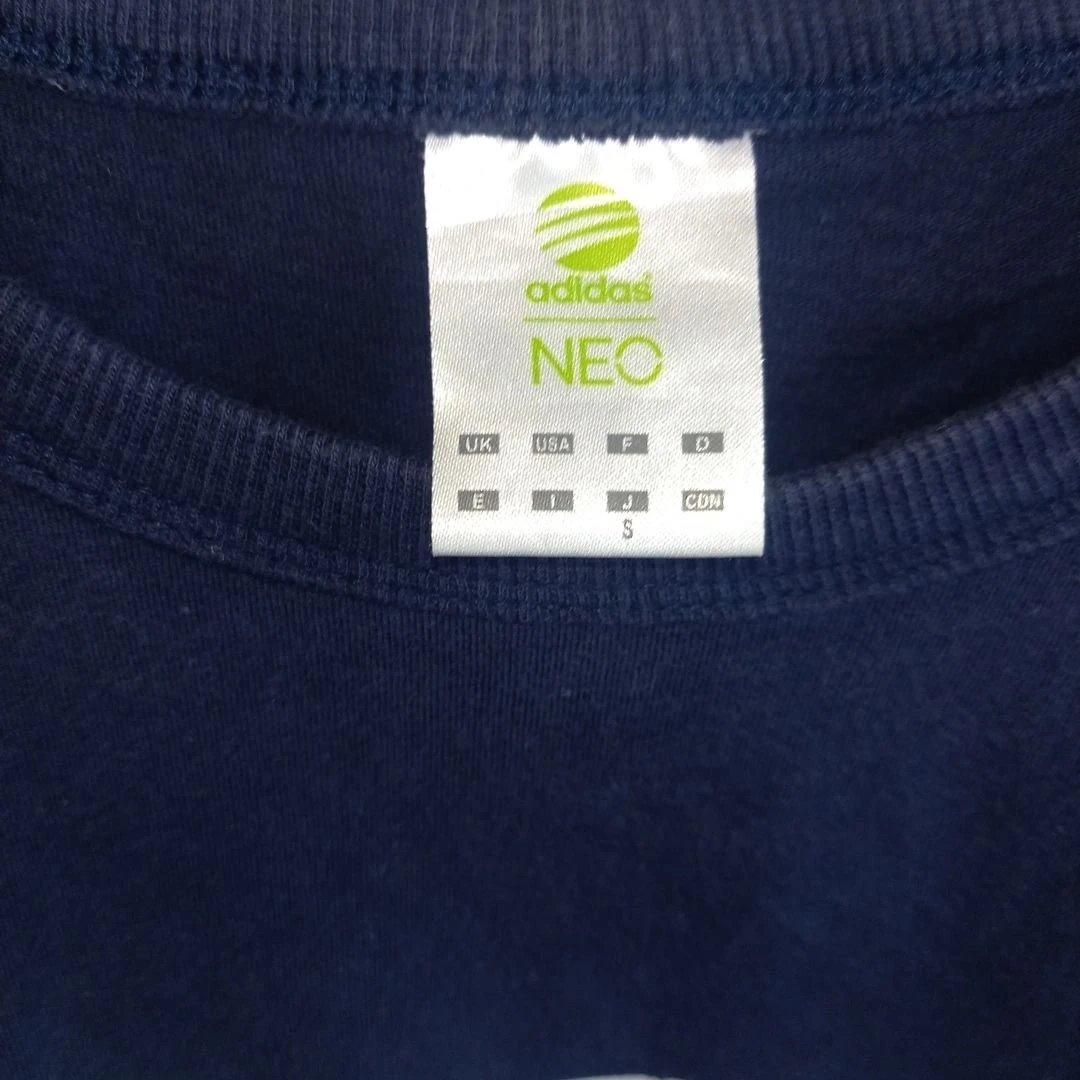 adidas
NEO
UK USA F D
E I J CDN
S